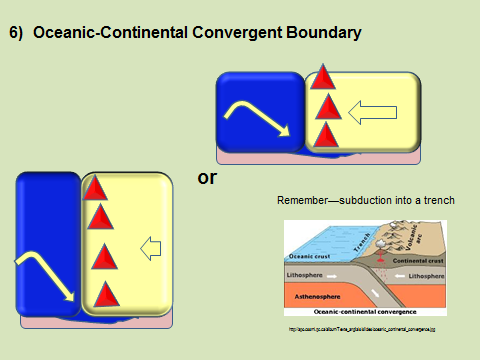 6) Oceanic-Continental Convergent Boundary
or
Remember—subduction into a trench
Trench
Volcanic
arc
Oceanic crust
Continental crust
Lithosphere
Lithosphere
Asthenosphere
Oceanic-continental convergence